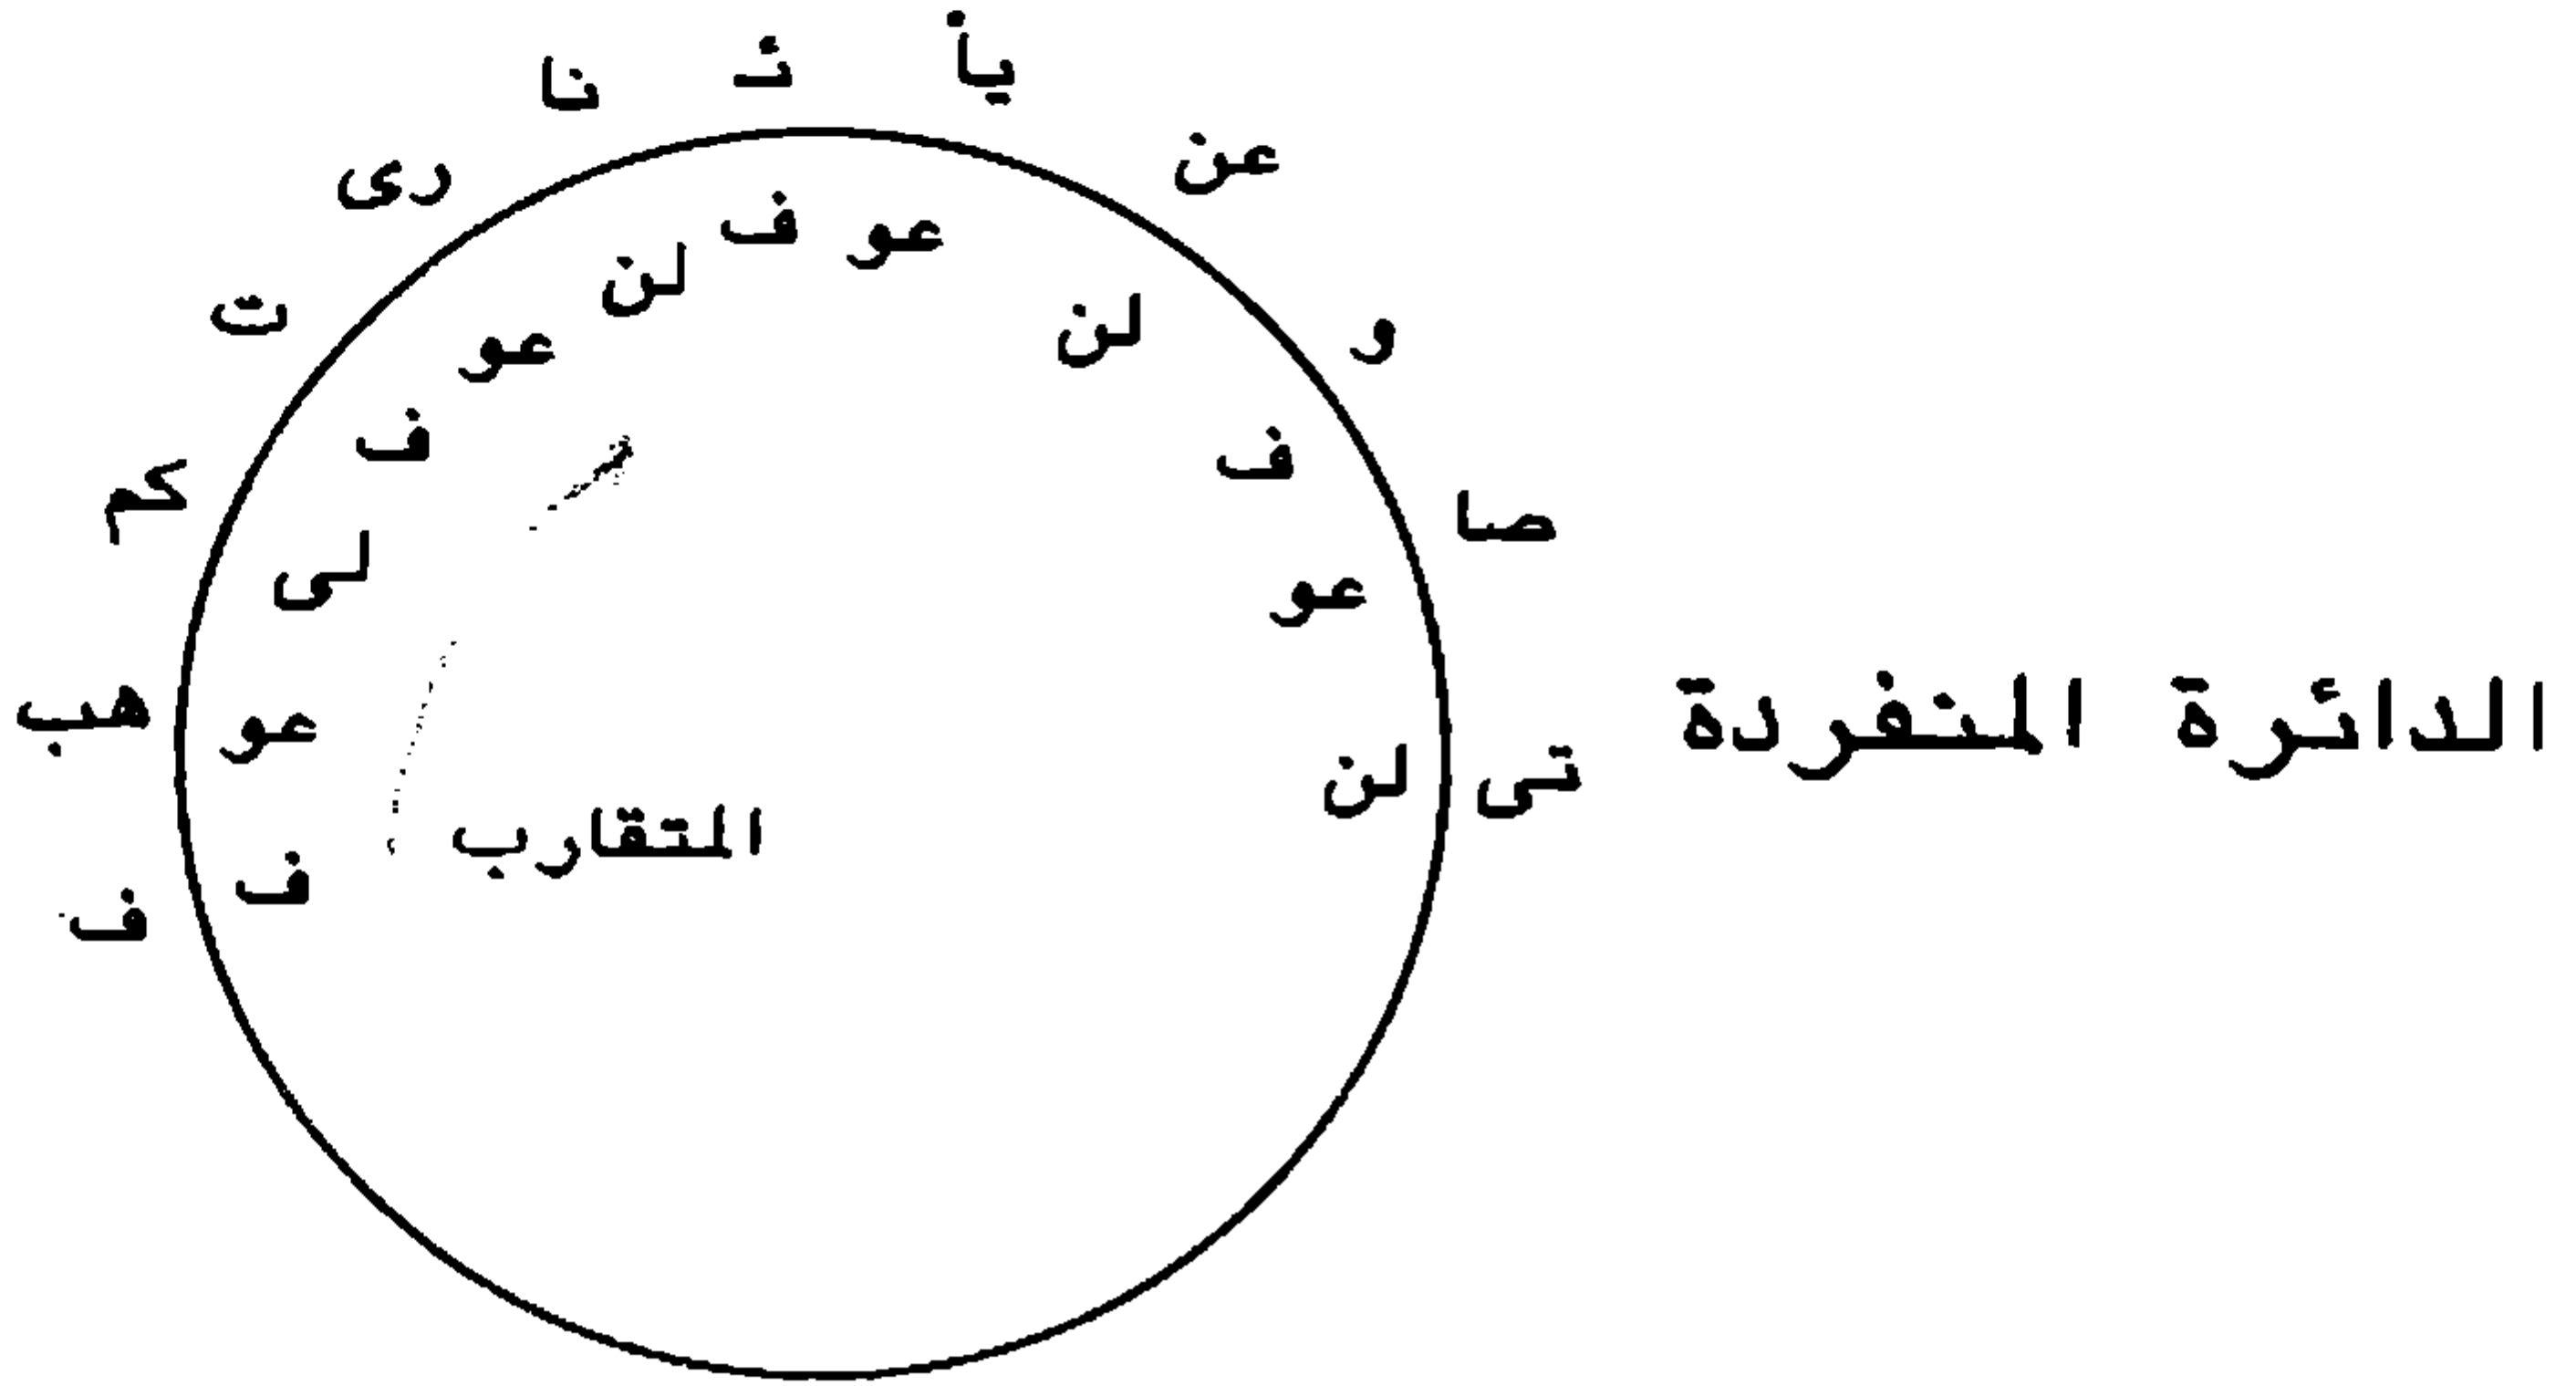 الدائرة المنفردة
ف هب كم ت رى نا ئـ يأ عن و صا تى
ف عو لى ف عو لن ف عو لن ف عو لن
المتقارب